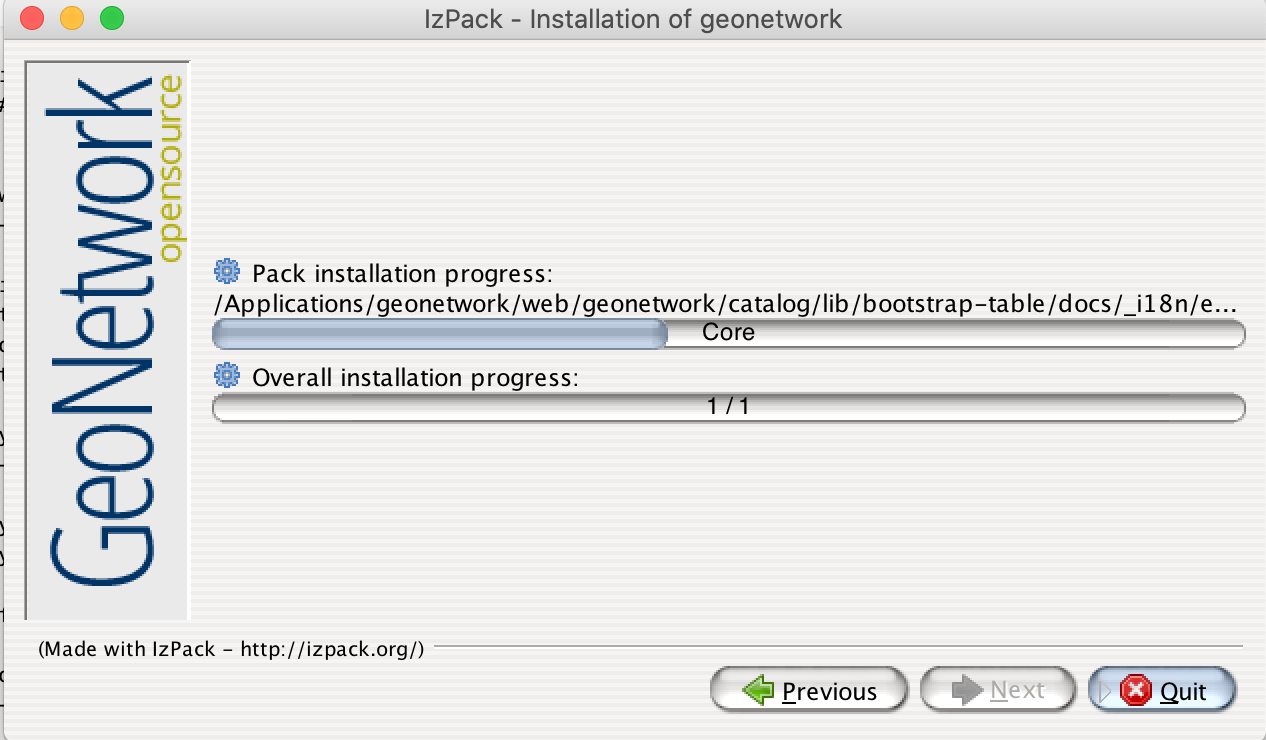 IzPack - Installation of geonetwork
GeoNetwork
opensource
Pack installation progress:
/Applications/geonetwork/web/geonetwork/catalog/lib/bootstrap-table/docs/_i18n/e...
Core
Overall installation progress:
1 / 1
(Made with IzPack - http://izpack.org/)
Previous
Next
Quit